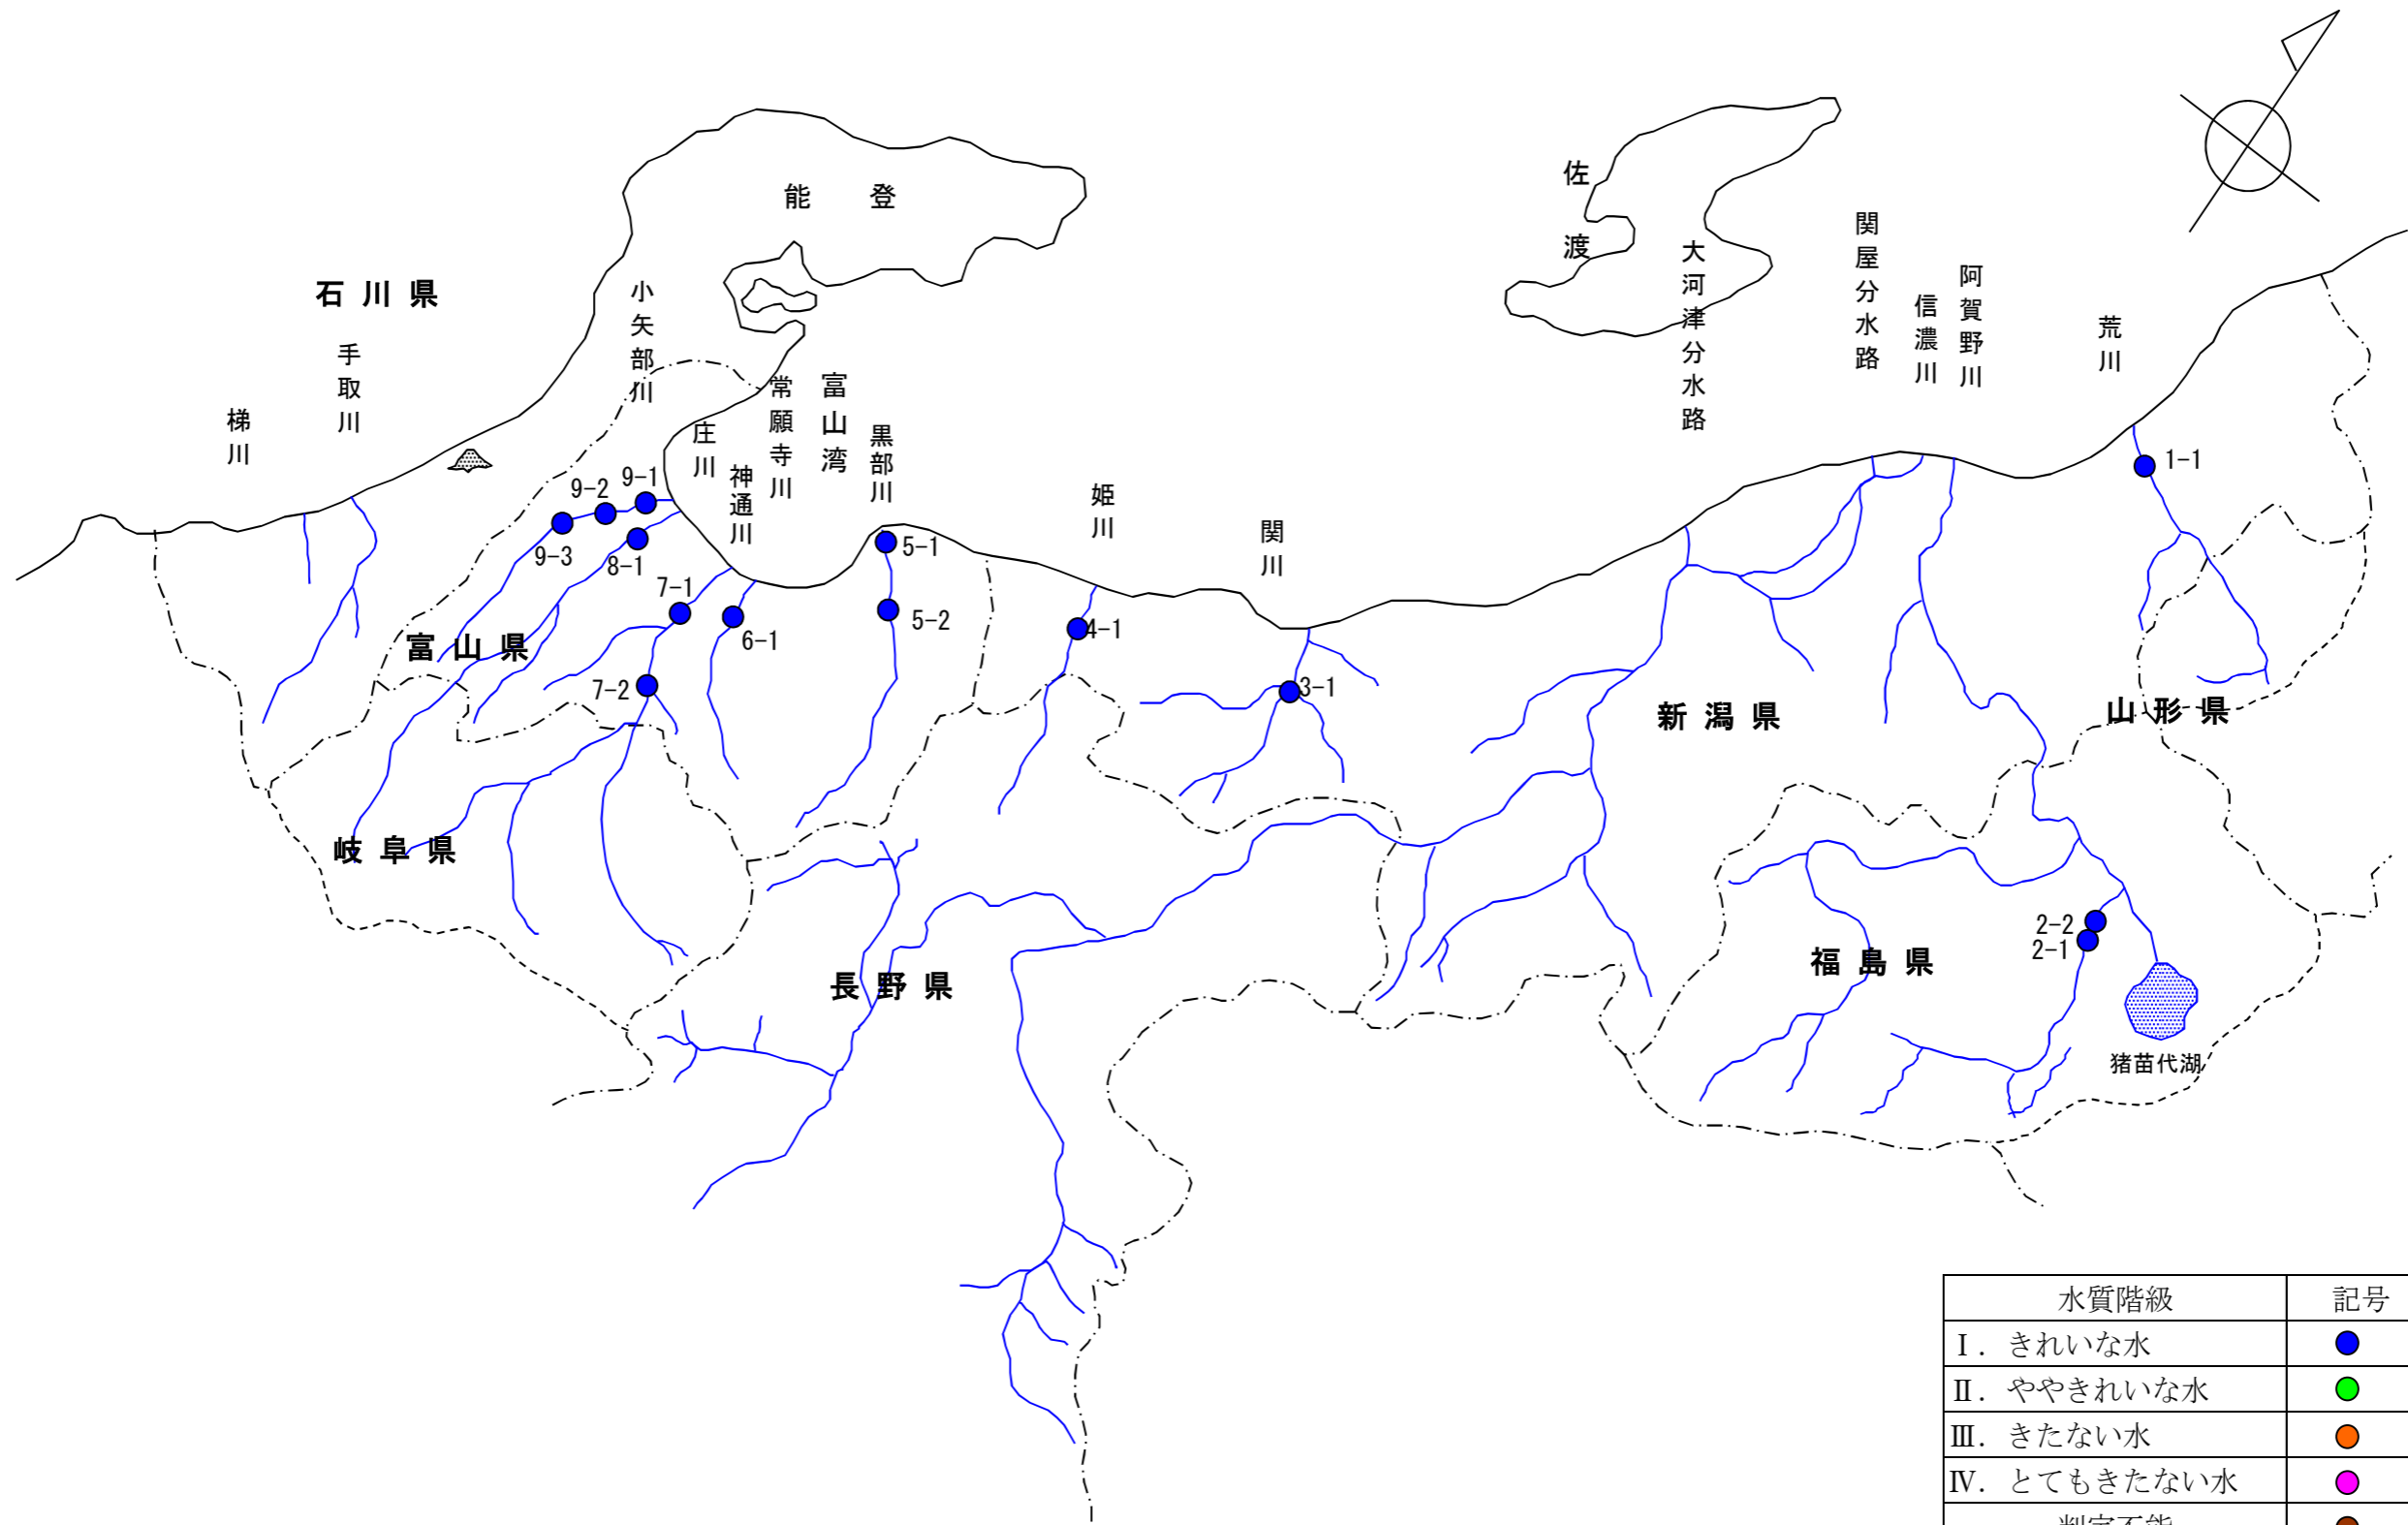 能登
佐渡
石川県
小矢部川
手取川
梯川
常願寺川
富山湾
庄川
神通川
黒部川
姫川
関川
大河津分水路
関屋分水路
信濃川
阿賀野川
荒川
1-1
9-1
9-2
9-3
8-1
7-1
7-2
6-1
5-1
5-2
4-1
3-1
富山県
岐阜県
長野県
新潟県
山形県
福島県
2-2
2-1
猪苗代湖
水質階級 記号
Ⅰ．きれいな水
Ⅱ．ややきれいな水
Ⅲ．きたない水
Ⅳ．とてもきたない水
判定不能